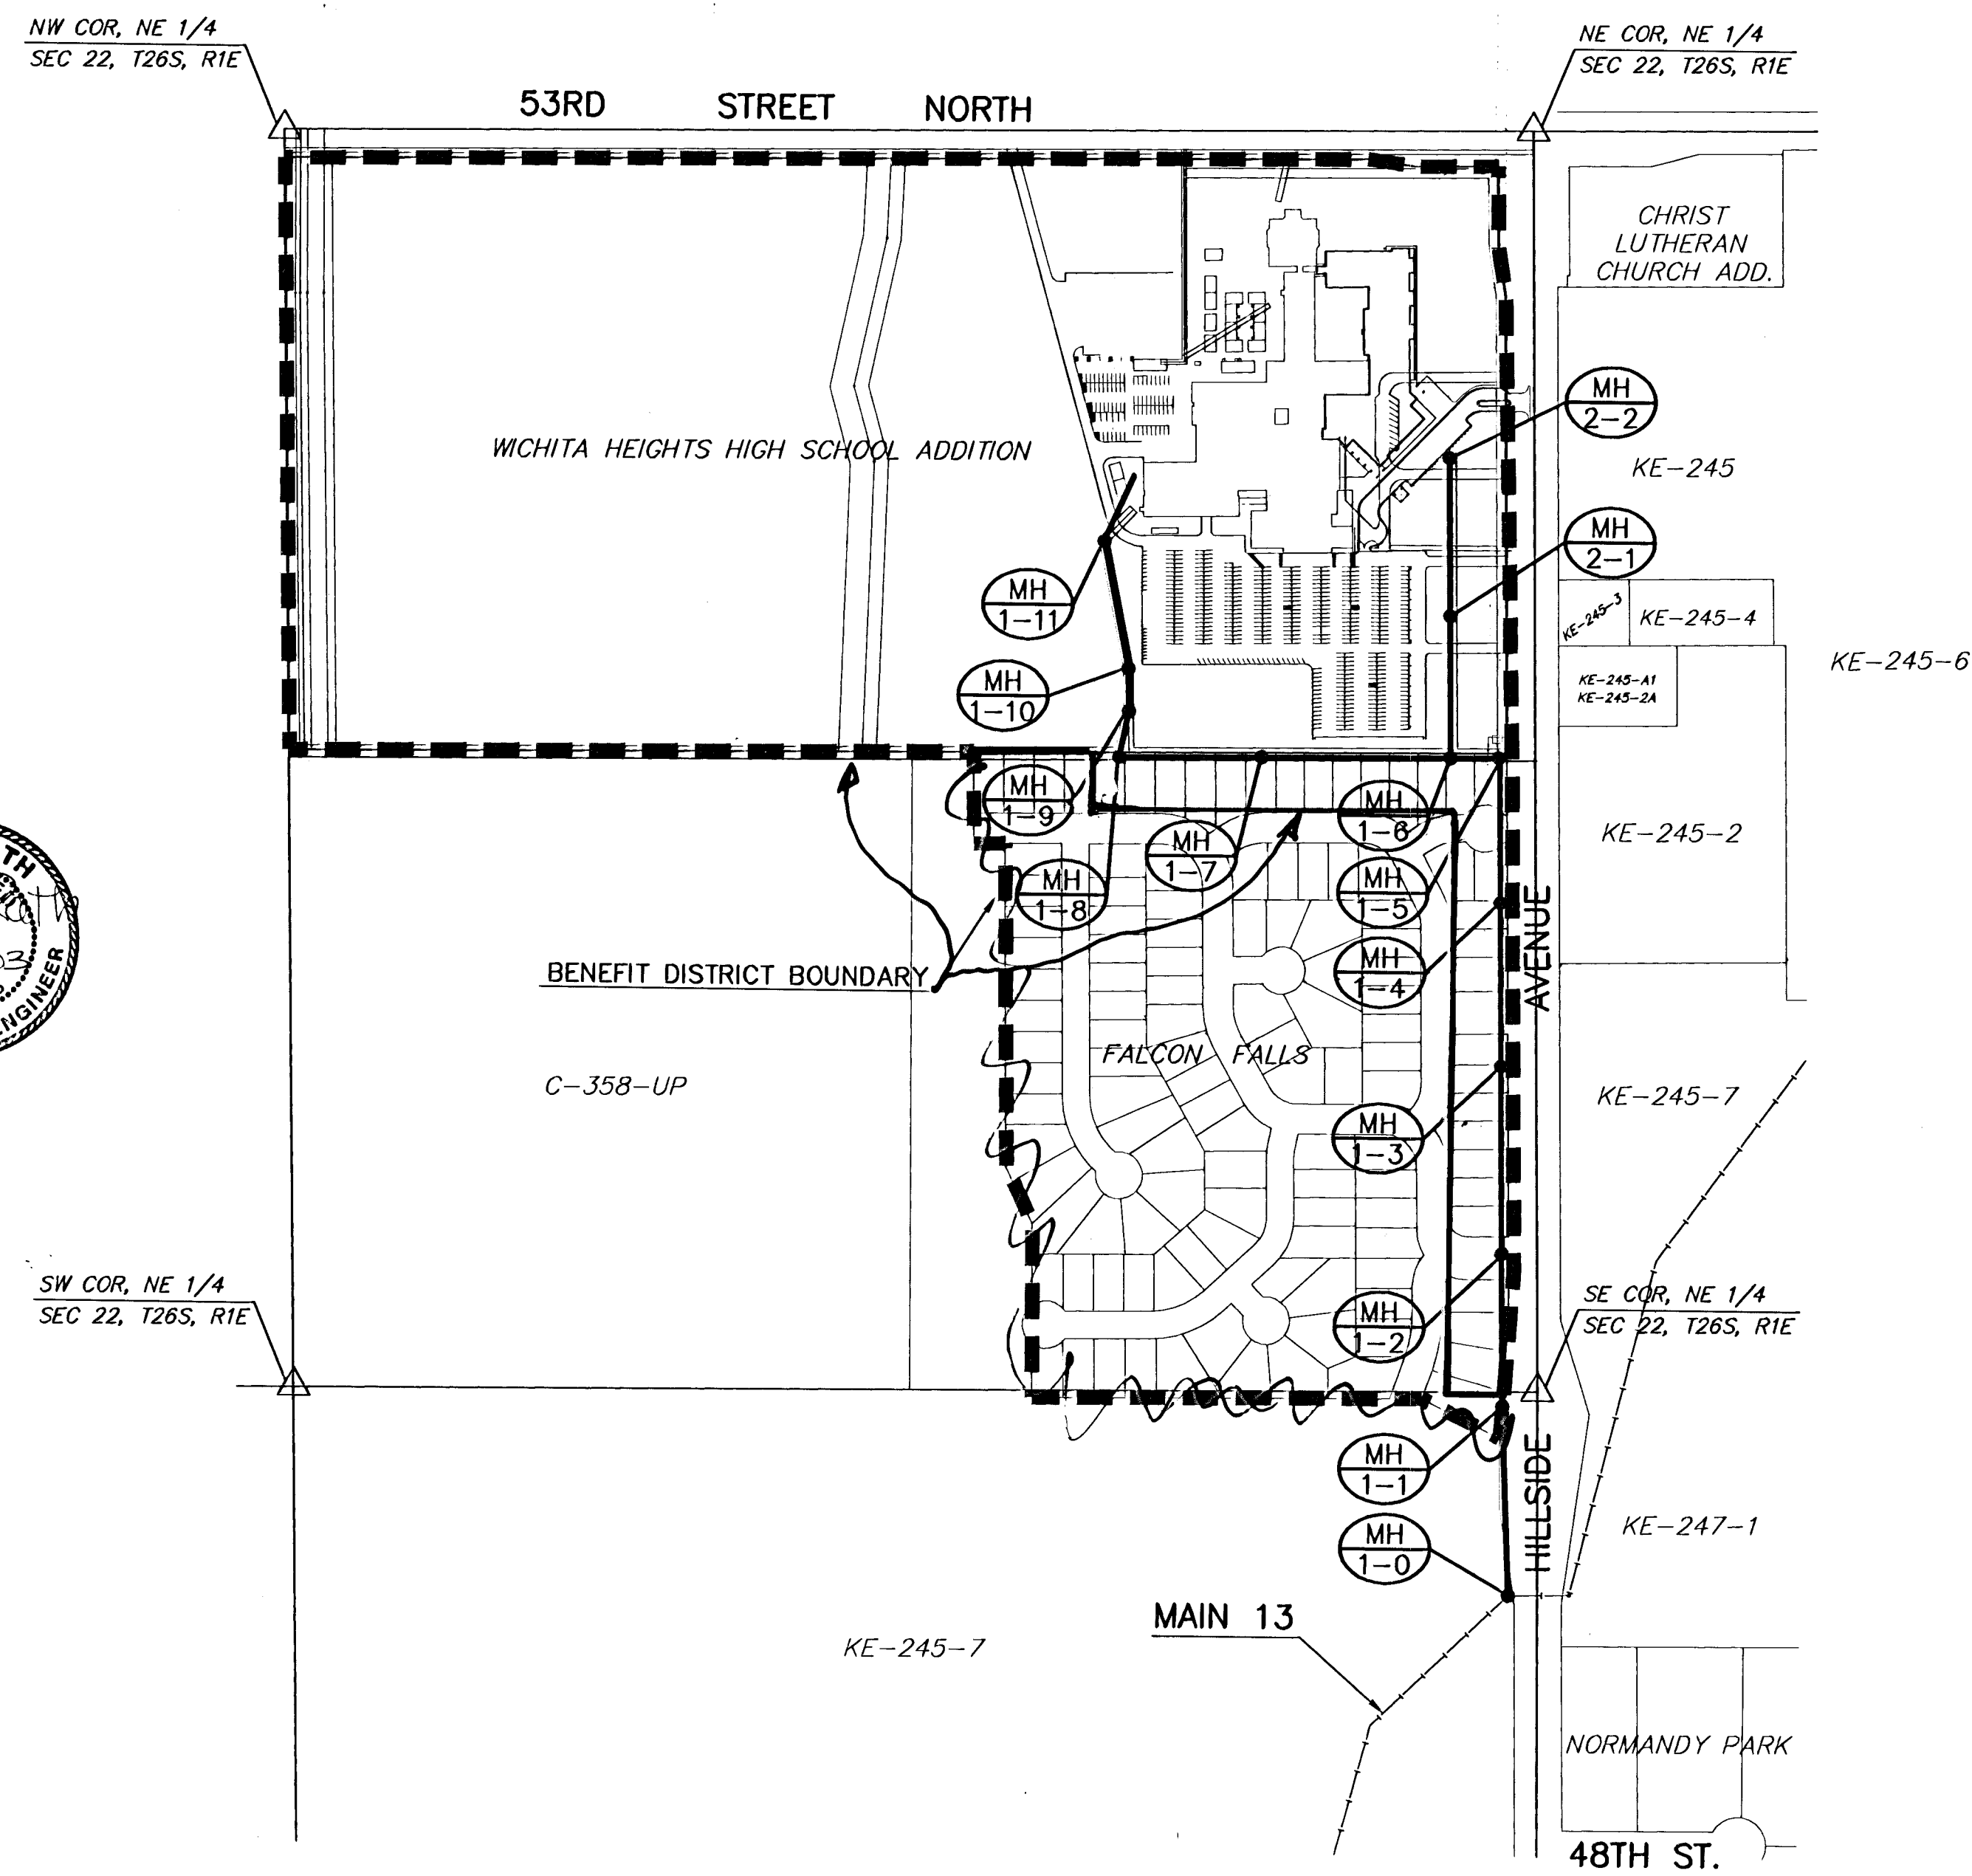 NW COR, NE 1/4
SEC 22, T26S, R1E
NE COR, NE 1/4
SEC 22, T26S, R1E
53RD STREET NORTH
CHRIST
LUTHERAN
CHURCH ADD.
MH
2-2
WICHITA HEIGHTS HIGH SCHOOL ADDITION
KE-245
MH
2-1
MH
1-11
KE-245-3
KE-245-4
KE-245-6
MH
1-10
KE-245-A1
KE-245-2A
MH
1-9
MH
1-6
MH
1-7
KE-245-2
MH
1-8
MH
1-5
MH
1-4
AVENUE
BENEFIT DISTRICT BOUNDARY
FALCON FALLS
C-358-UP
KE-245-7
MH
1-3
SW COR, NE 1/4
SEC 22, T26S, R1E
SE COR, NE 1/4
SEC 22, T26S, R1E
MH
1-2
MH
1-1
HILLSIDE
KE-247-1
MH
1-0
MAIN 13
KE-245-7
NORMANDY PARK
48TH ST.